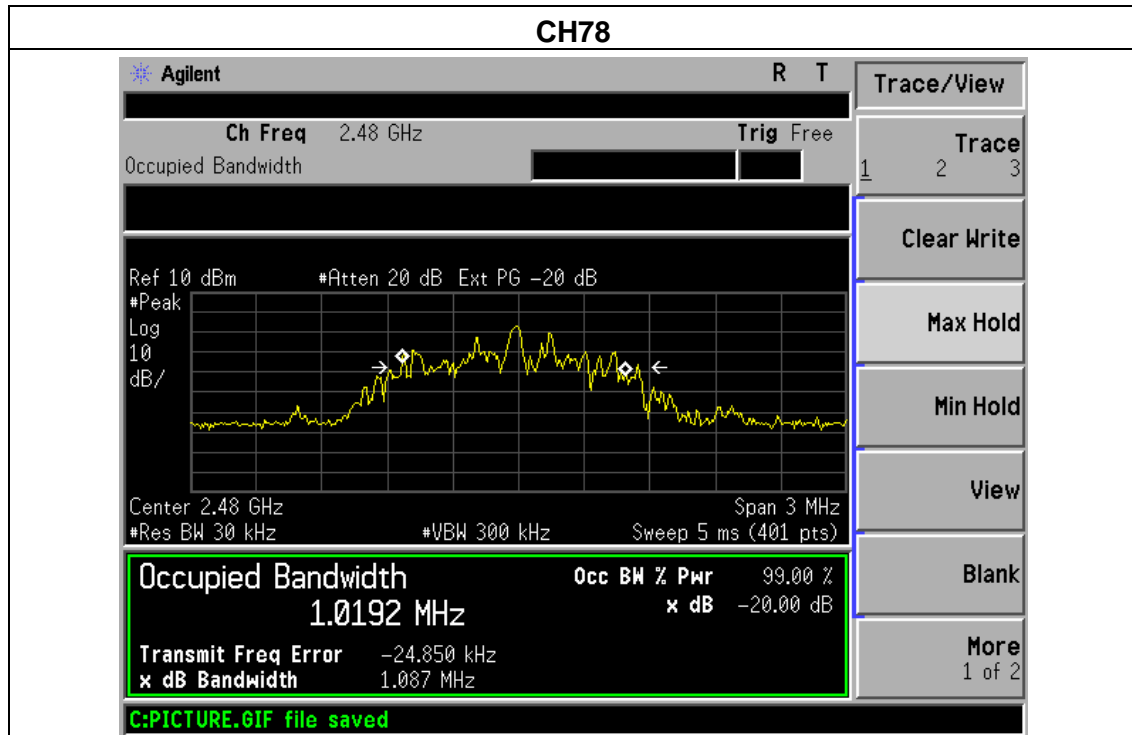 CH78
Agilent R T
Trace/View
Ch Freq 2.48 GHz Trig Free
Occupied Bandwidth
Trace
1 2 3
Clear Write
Ref 10 dBm #Atten 20 dB Ext PG -20 dB
#Peak
Log
10
dB/
Max Hold
Min Hold
View
Center 2.48 GHz Span 3 MHz
#Res BW 30 kHz #VBW 300 kHz Sweep 5 ms (401 pts)
Occupied Bandwidth Occ BW % Pwr 99.00 %
1.0192 MHz x dB -20.00 dB
Transmit Freq Error -24.850 kHz
x dB Bandwidth 1.087 MHz
Blank
More
1 of 2
C:PICTURE.GIF file saved